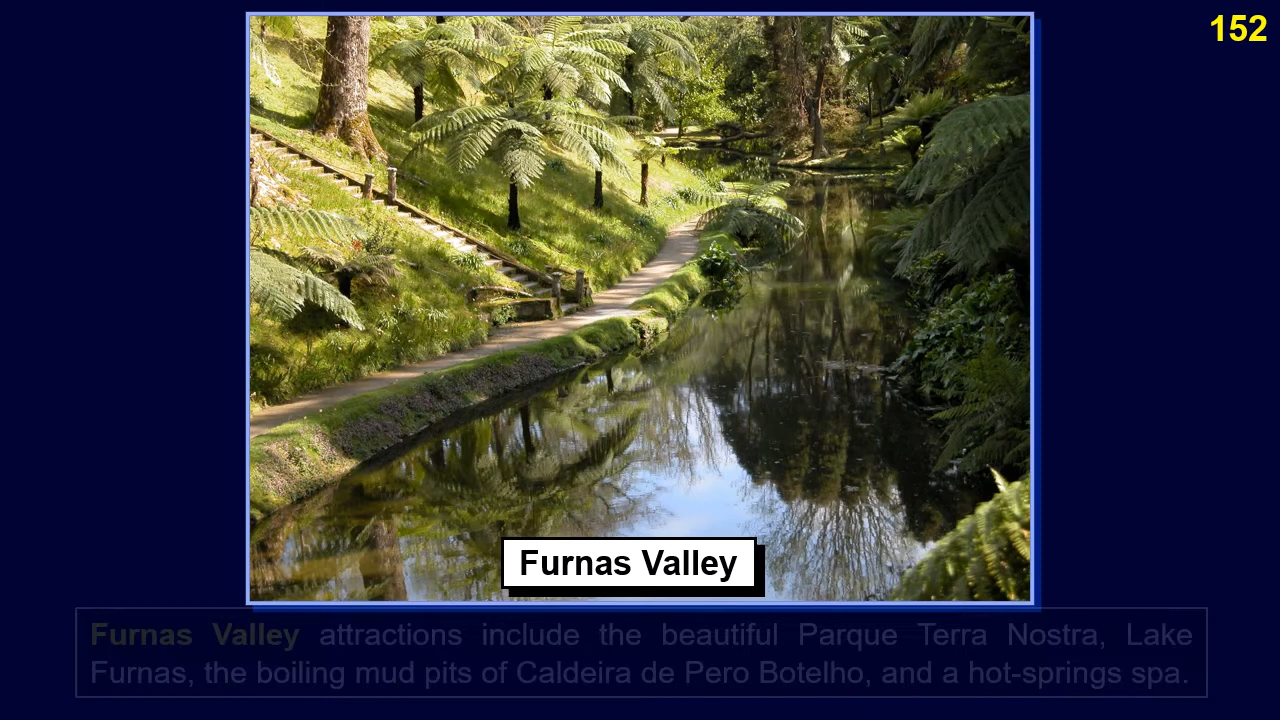 152
Furnas Valley
Furnas Valley attractions include the beautiful Parque Terra Nostra, Lake
Furnas, the boiling mud pits of Caldeira de Pero Botelho, and a hot-springs spa.